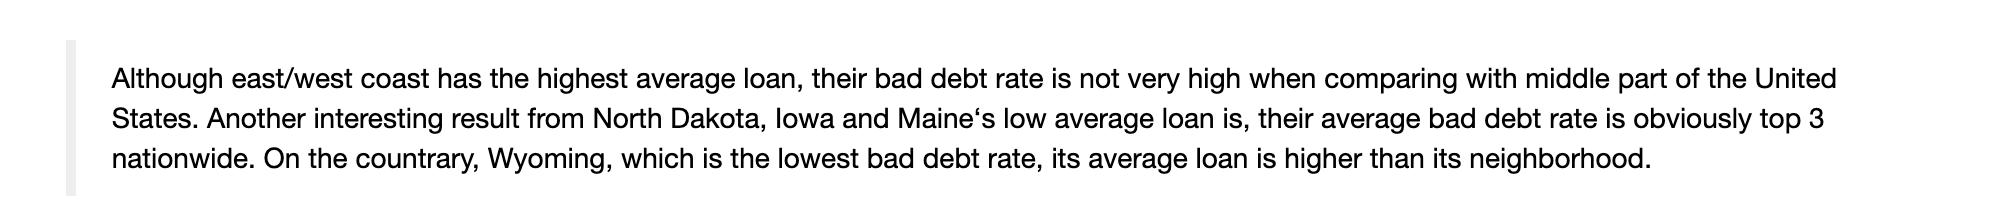 Although east/west coast has the highest average loan, their bad debt rate is not very high when comparing with middle part of the United
States. Another interesting result from North Dakota, Iowa and Maine‘s low average loan is, their average bad debt rate is obviously top 3
nationwide. On the countrary, Wyoming, which is the lowest bad debt rate, its average loan is higher than its neighborhood.